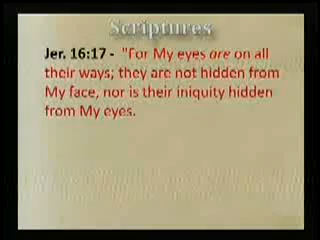 Scriptures
Jer. 16:17 - "For My eyes are on all
their ways; they are not hidden from
My face, nor is their iniquity hidden
from My eyes.